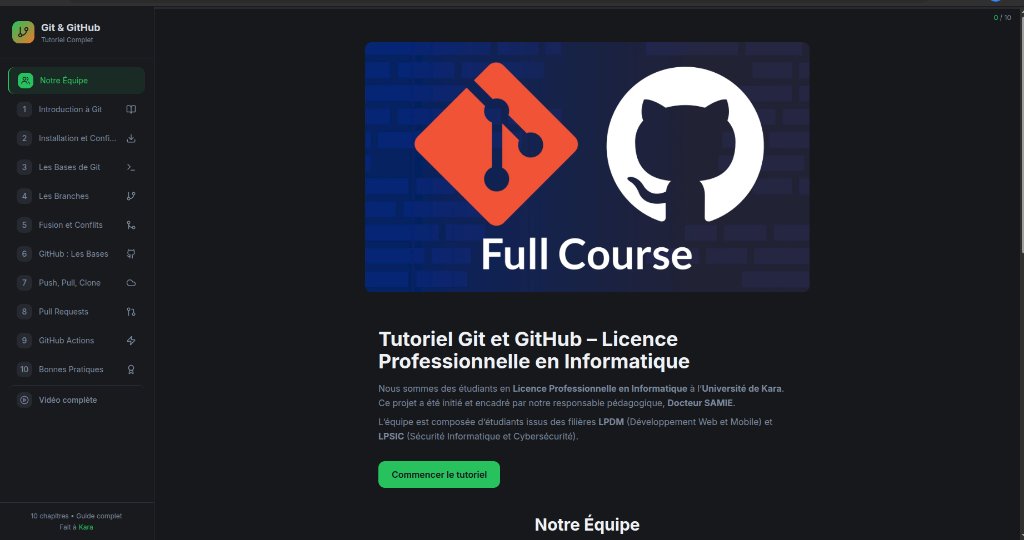 Git & GitHub
Tutoriel Complet
Notre Équipe
1 Introduction à Git
2 Installation et Confi...
3 Les Bases de Git
4 Les Branches
5 Fusion et Conflits
6 GitHub : Les Bases
7 Push, Pull, Clone
8 Pull Requests
9 GitHub Actions
10 Bonnes Pratiques
Vidéo complète
10 chapitres • Guide complet
Fait à Kara
0 / 10
Full Course
Tutoriel Git et GitHub – Licence
Professionnelle en Informatique
Nous sommes des étudiants en Licence Professionnelle en Informatique à l'Université de Kara.
Ce projet a été initié et encadré par notre responsable pédagogique, Docteur SAMIE.
L'équipe est composée d'étudiants issus des filières LPDM (Développement Web et Mobile) et
LPSIC (Sécurité Informatique et Cybersécurité).
Commencer le tutoriel
Notre Équipe